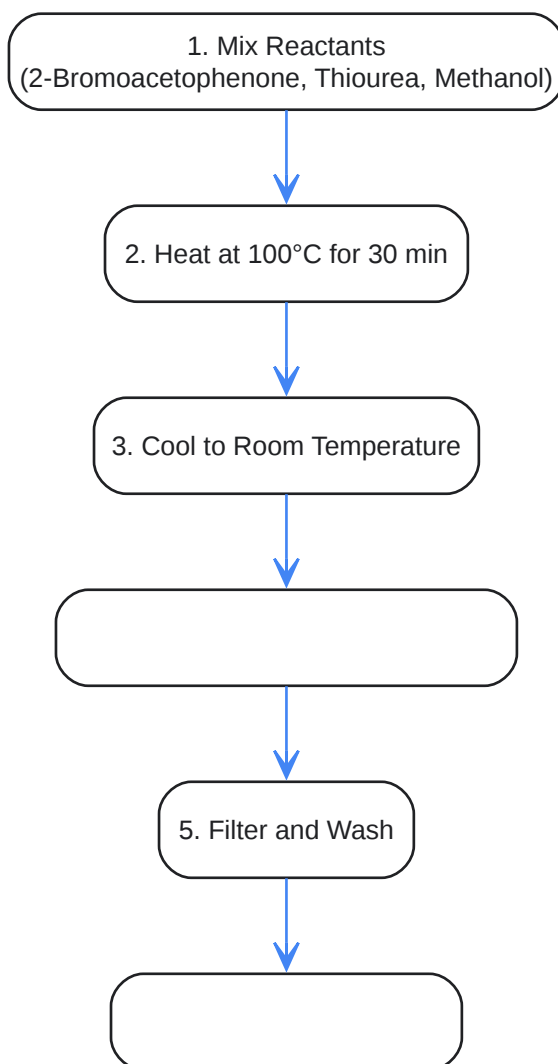 1. Mix Reactants
(2-Bromoacetophenone, Thiourea, Methanol)
2. Heat at 100°C for 30 min
3. Cool to Room Temperature
5. Filter and Wash